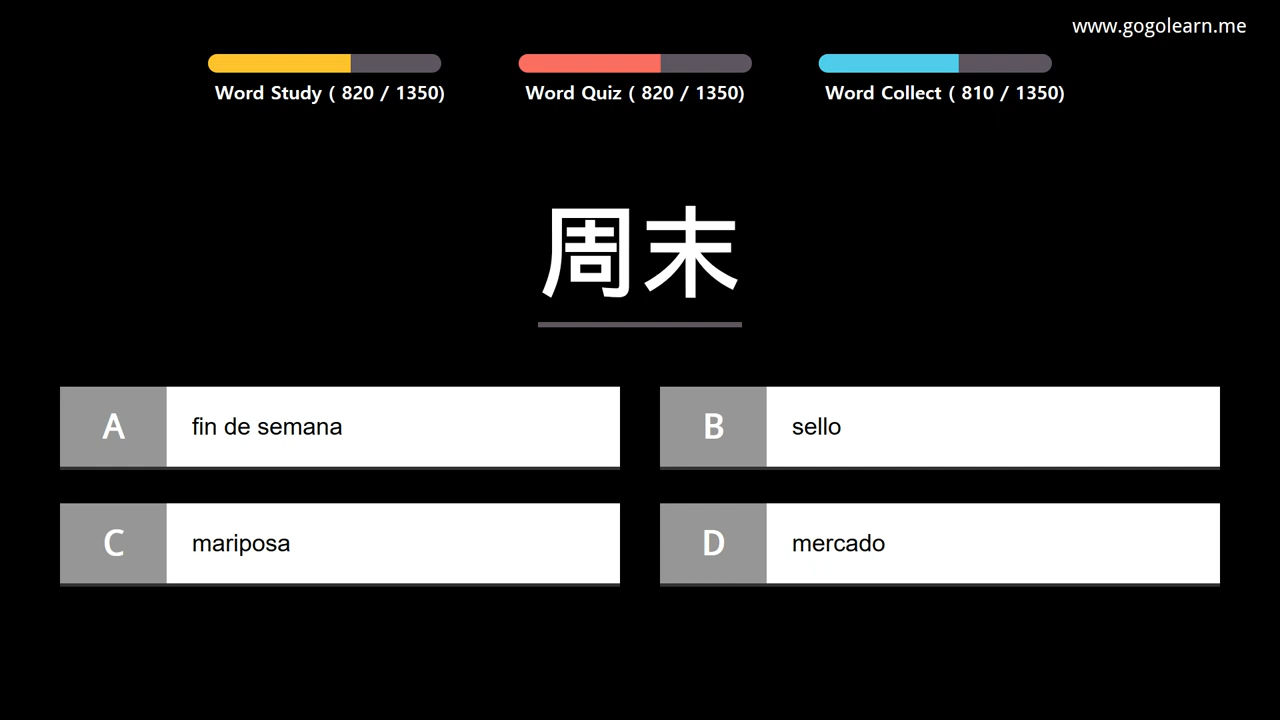 www.gogolearn.me
Word Study ( 820 / 1350)
Word Quiz ( 820 / 1350)
Word Collect ( 810 / 1350)
周末
A
fin de semana
B
sello
C
mariposa
D
mercado